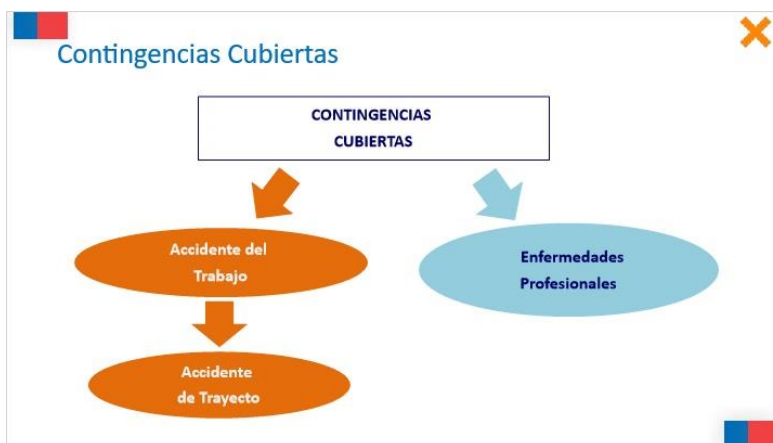 Contingencias Cubiertas
CONTINGENCIAS
CUBIERTAS
Accidente del
Trabajo
Enfermedades
Profesionales
Accidente
de Trayecto